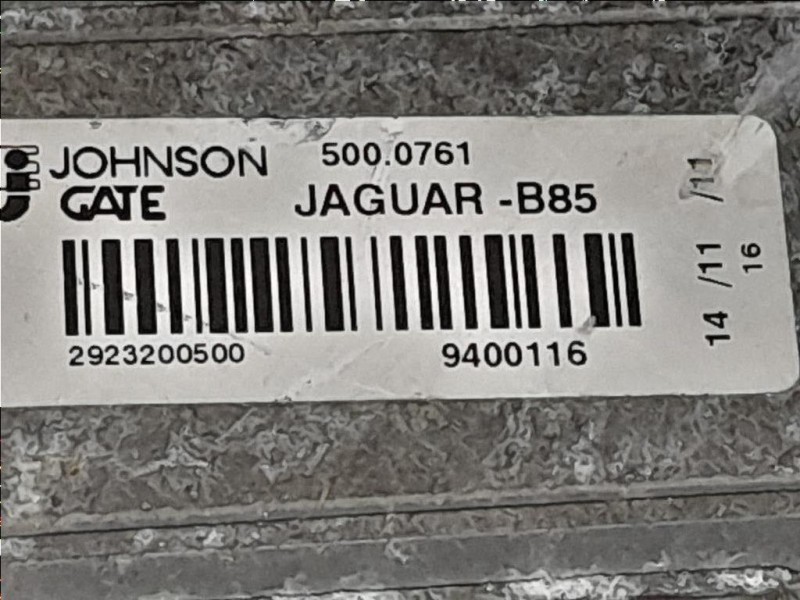 JOHNSON 500.0761
GATE JAGUAR -B85
2923200500 9400116
14 /11 /11
16